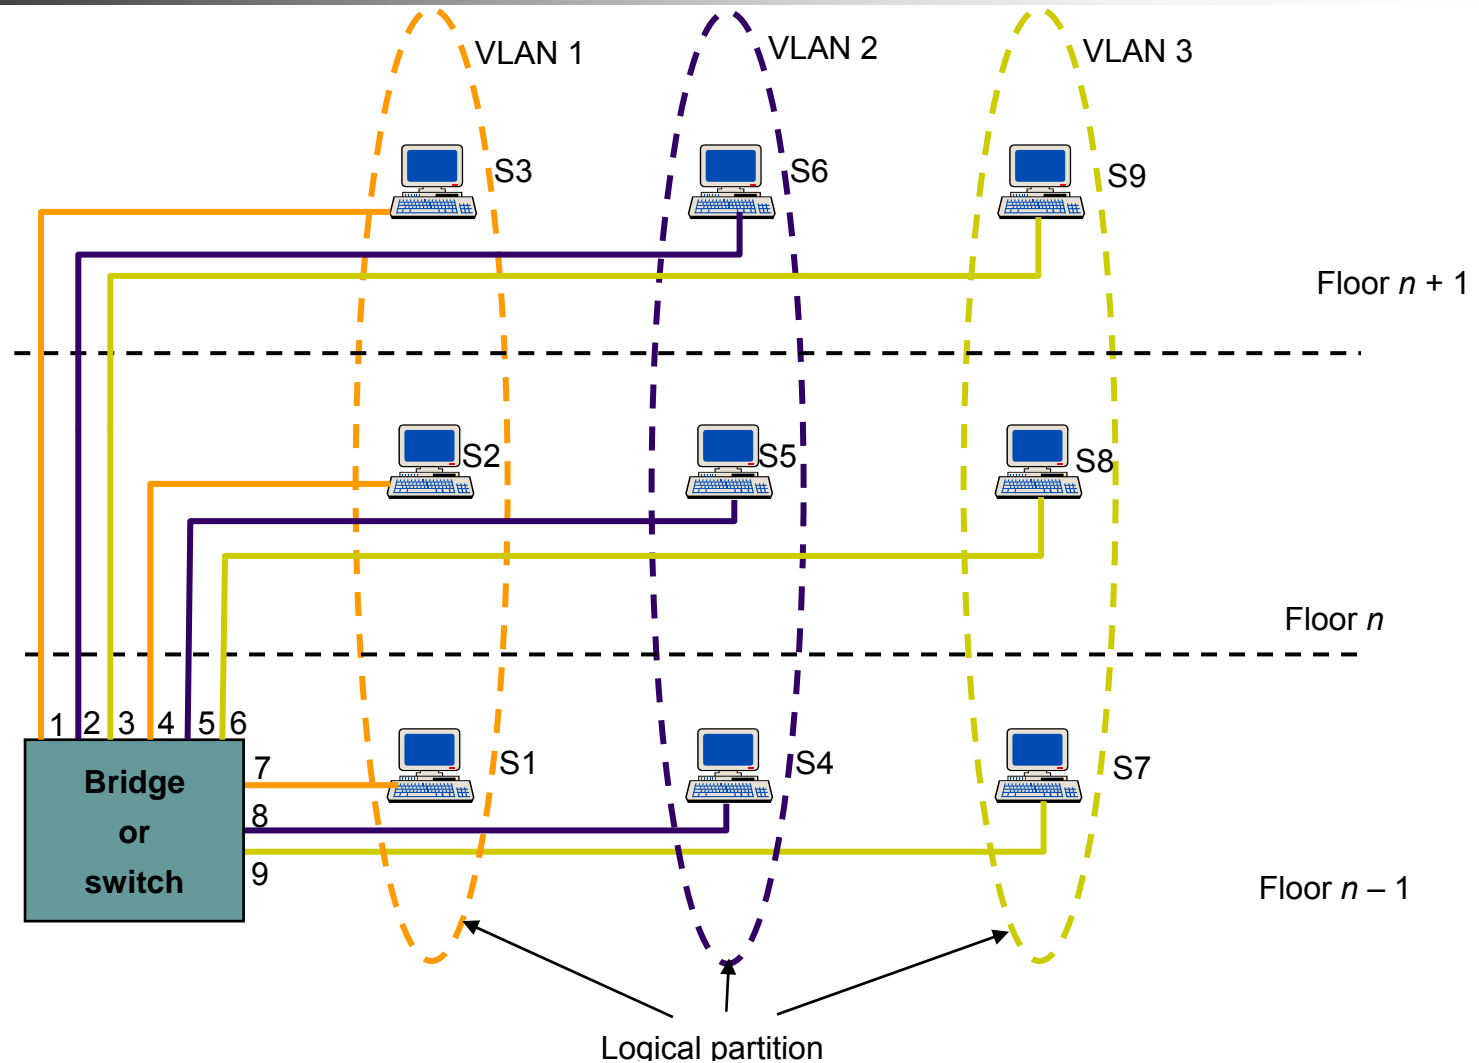 VLAN 1
VLAN 2
VLAN 3
S3
S6
S9
Floor n + 1
S2
S5
S8
Floor n
1
2
3
4
5
6
7
8
9
Bridge
or
switch
S1
S4
S7
Floor n – 1
Logical partition